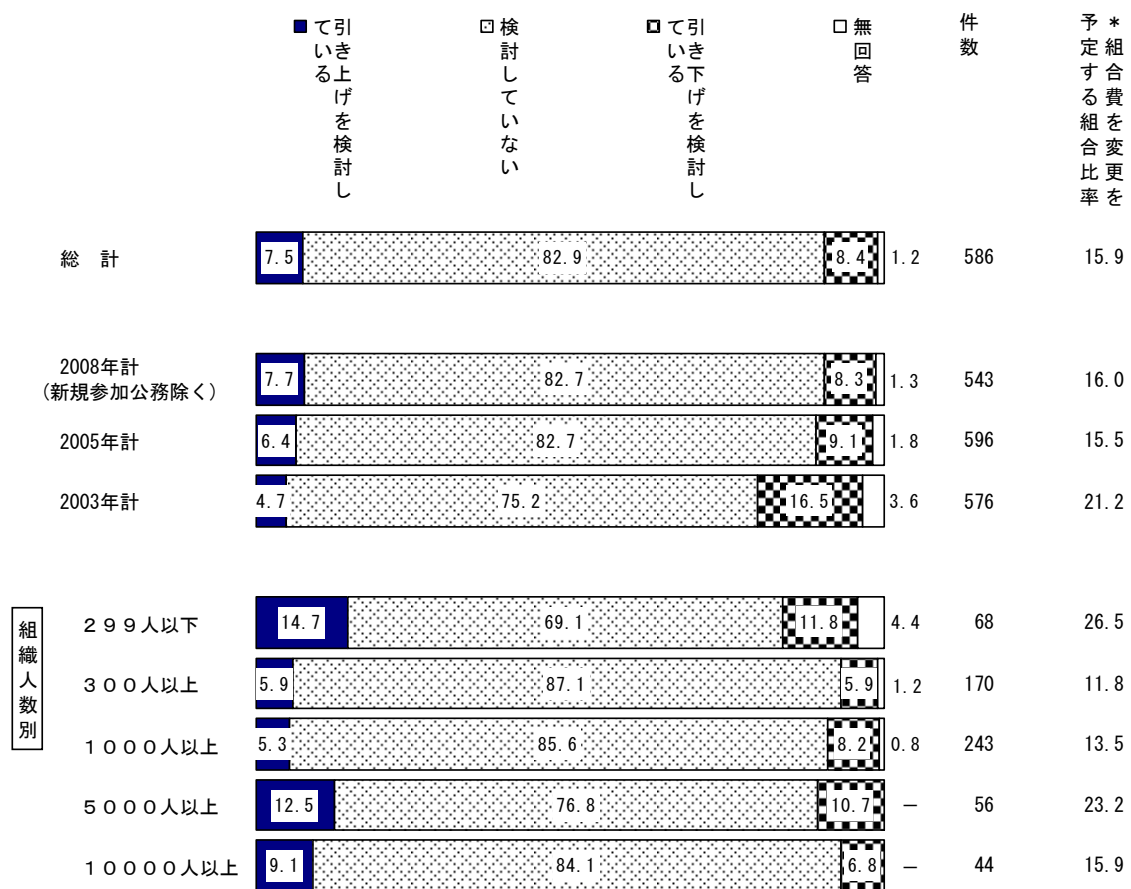 ■引き上げを検討し
ている
検討していない
引き下げを検討し
ている
□無回答
件数
*組合費を変更を
予定する組合比率
総 計 7.5 82.9 8.4 1.2 586 15.9
2008年計
(新規参加公務除く) 7.7 82.7 8.3 1.3 543 16.0
2005年計 6.4 82.7 9.1 1.8 596 15.5
2003年計 4.7 75.2 16.5 3.6 576 21.2
組織人数別
299人以下 14.7 69.1 11.8 4.4 68 26.5
300人以上 5.9 87.1 5.9 1.2 170 11.8
1000人以上 5.3 85.6 8.2 0.8 243 13.5
5000人以上 12.5 76.8 10.7 － 56 23.2
10000人以上 9.1 84.1 6.8 － 44 15.9